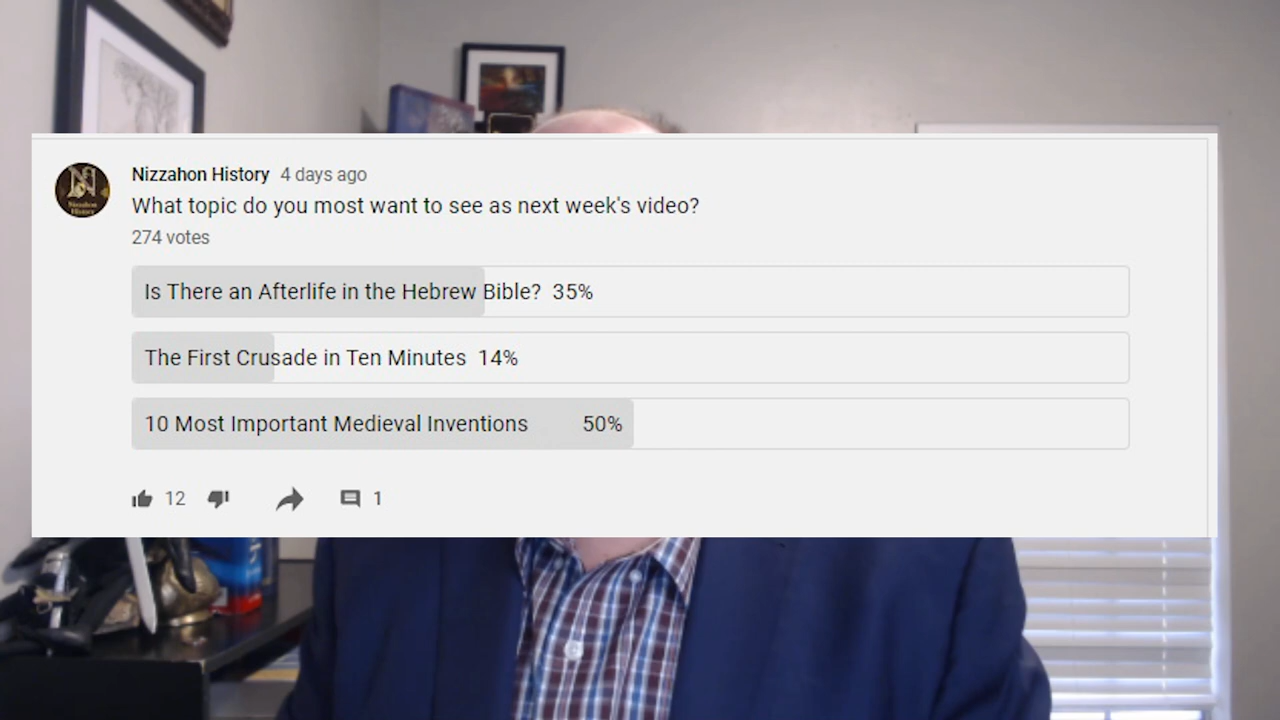 Nizzahon History 4 days ago
What topic do you most want to see as next week's video?
274 votes
Is There an Afterlife in the Hebrew Bible? 35%
The First Crusade in Ten Minutes 14%
10 Most Important Medieval Inventions 50%
12 1
N
Nizzahon
History